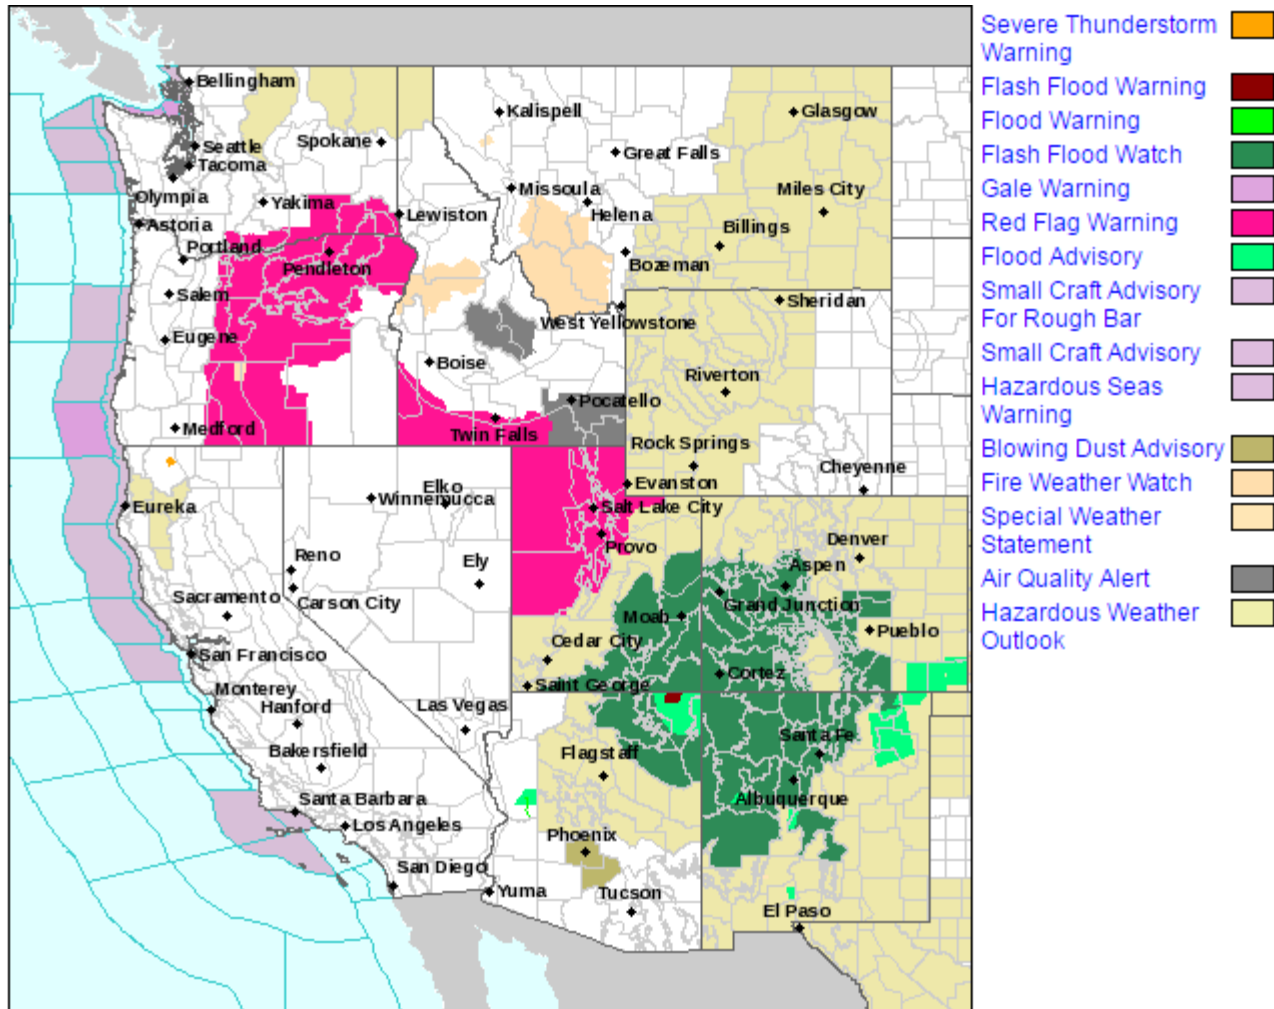 Bellingham
Seattle
Tacoma
Olympia
Astoria
Spokane
Yakima
Portland
Pendleton
Lewiston
Salem
Eugene
Medford
Kalispell
Great Falls
Missoula
Helena
Bozeman
West Yellowstone
Boise
Pocatello
Twin Falls
Glasgow
Miles City
Billings
Sheridan
Riverton
Rock Springs
Evanston
Cheyenne
Eureka
Elko
Winnemucca
Reno
Carson City
Ely
Sacramento
San Francisco
Monterey
Hanford
Bakersfield
Las Vegas
Santa Barbara
Los Angeles
San Diego
Salt Lake City
Provo
Moab
Cedar City
Saint George
Denver
Aspen
Grand Junction
Pueblo
Cortez
Flagstaff
Phoenix
Yuma
Tucson
Santa Fe
Albuquerque
El Paso
Severe Thunderstorm
Warning
Flash Flood Warning
Flood Warning
Flash Flood Watch
Gale Warning
Red Flag Warning
Flood Advisory
Small Craft Advisory
For Rough Bar
Small Craft Advisory
Hazardous Seas
Warning
Blowing Dust Advisory
Fire Weather Watch
Special Weather
Statement
Air Quality Alert
Hazardous Weather
Outlook